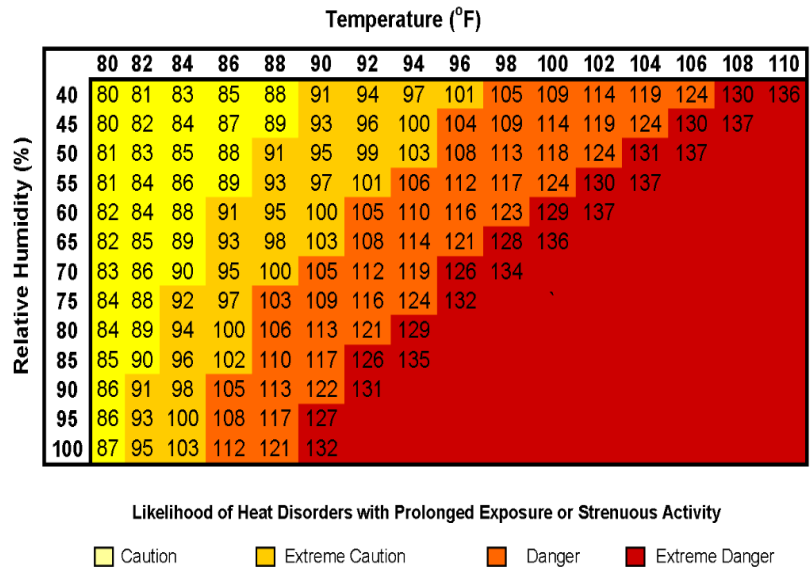 Temperature (°F)
80 82 84 86 88 90 92 94 96 98 100 102 104 106 108 110
Relative Humidity (%)
40 80 81 83 85 88 91 94 97 101 105 109 114 119 124 130 136
45 80 82 84 87 89 93 96 100 104 109 114 119 124 130 137
50 81 83 85 88 91 95 99 103 108 113 118 124 131 137
55 81 84 86 89 93 97 101 106 112 117 124 130 137
60 82 84 88 91 95 100 105 110 116 123 129 137
65 82 85 89 93 98 103 108 114 121 128 136
70 83 86 90 95 100 105 112 119 126 134
75 84 88 92 97 103 109 116 124 132 `
80 84 89 94 100 106 113 121 129
85 85 90 96 102 110 117 126 135
90 86 91 98 105 113 122 131
95 86 93 100 108 117 127
100 87 95 103 112 121 132
Likelihood of Heat Disorders with Prolonged Exposure or Strenuous Activity
Caution Extreme Caution Danger Extreme Danger